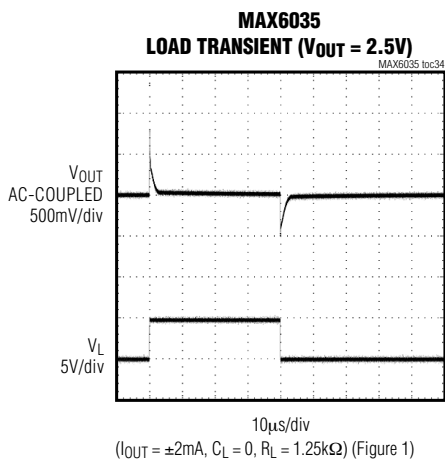 MAX6035
LOAD TRANSIENT (VOUT = 2.5V)
MAX6035 toc34
VOUT
AC-COUPLED
500mV/div
VL
5V/div
10μs/div
(IOUT = ±2mA, CL = 0, RL = 1.25kΩ) (Figure 1)